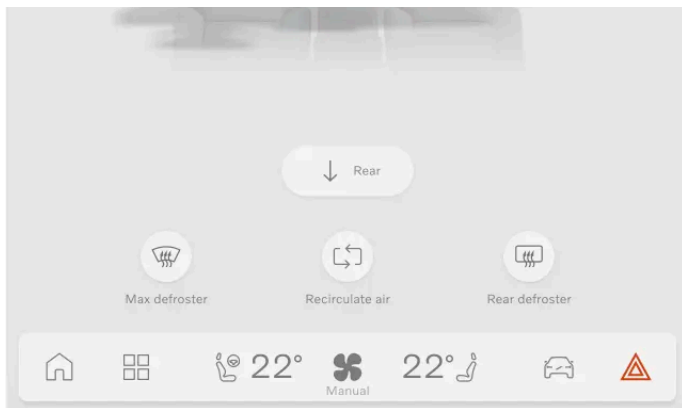 Rear
Max defroster
Recirculate air
Rear defroster
22° 22°
Manual